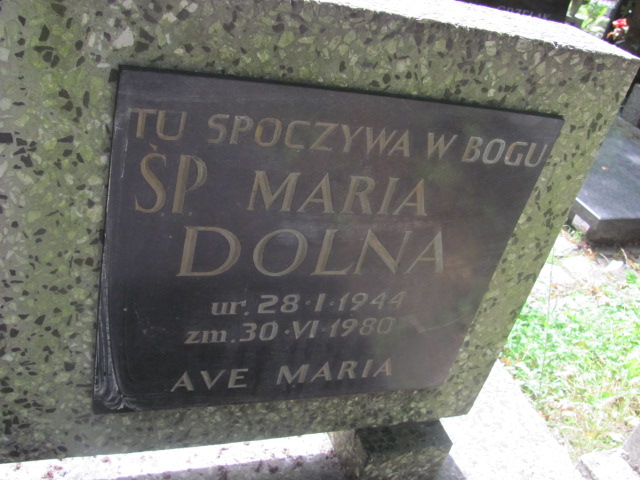 TU SPOCZYWA W BOGU
ŚP MARIA
DOLNA
ur. 28·I·1944
zm. 30·VI·1980
AVE MARIA